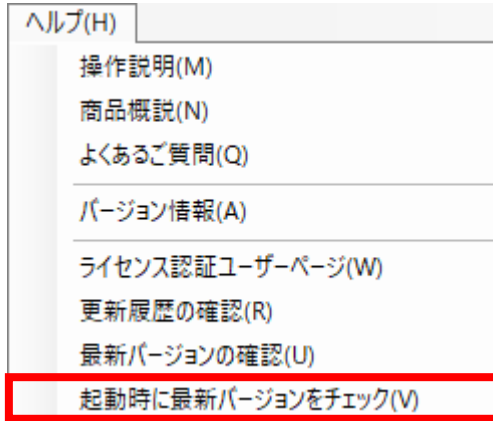 ヘルプ(H)
操作説明(M)
商品概説(N)
よくあるご質問(Q)
バージョン情報(A)
ライセンス認証ユーザーページ(W)
更新履歴の確認(R)
最新バージョンの確認(U)
起動時に最新バージョンをチェック(V)